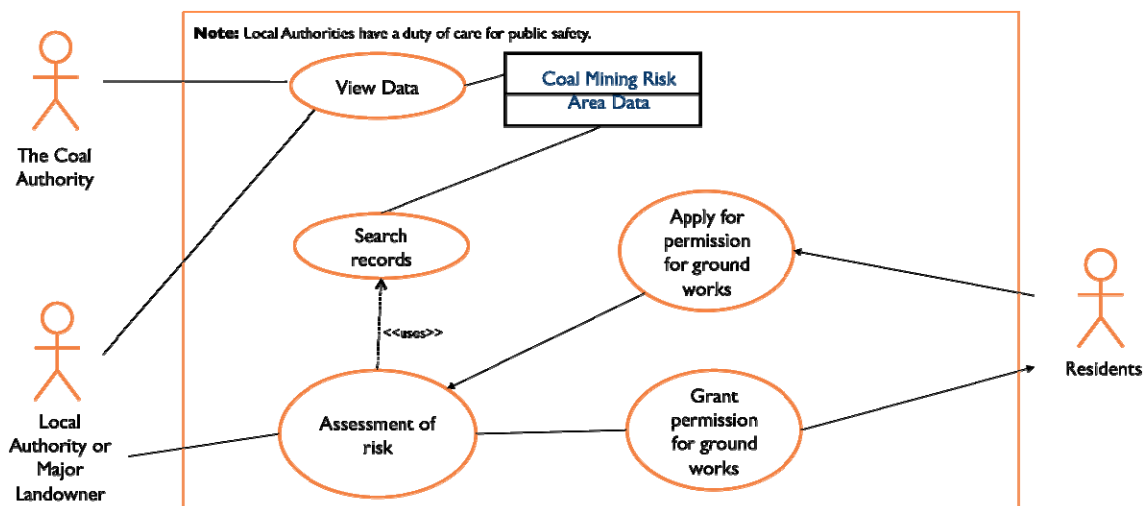 Note: Local Authorities have a duty of care for public safety.
View Data
Coal Mining Risk
Area Data
The Coal
Authority
Search
records
Apply for
permission
for ground
works
<<uses>>
Residents
Local
Authority or
Major
Landowner
Assessment of
risk
Grant
permission
for ground
works